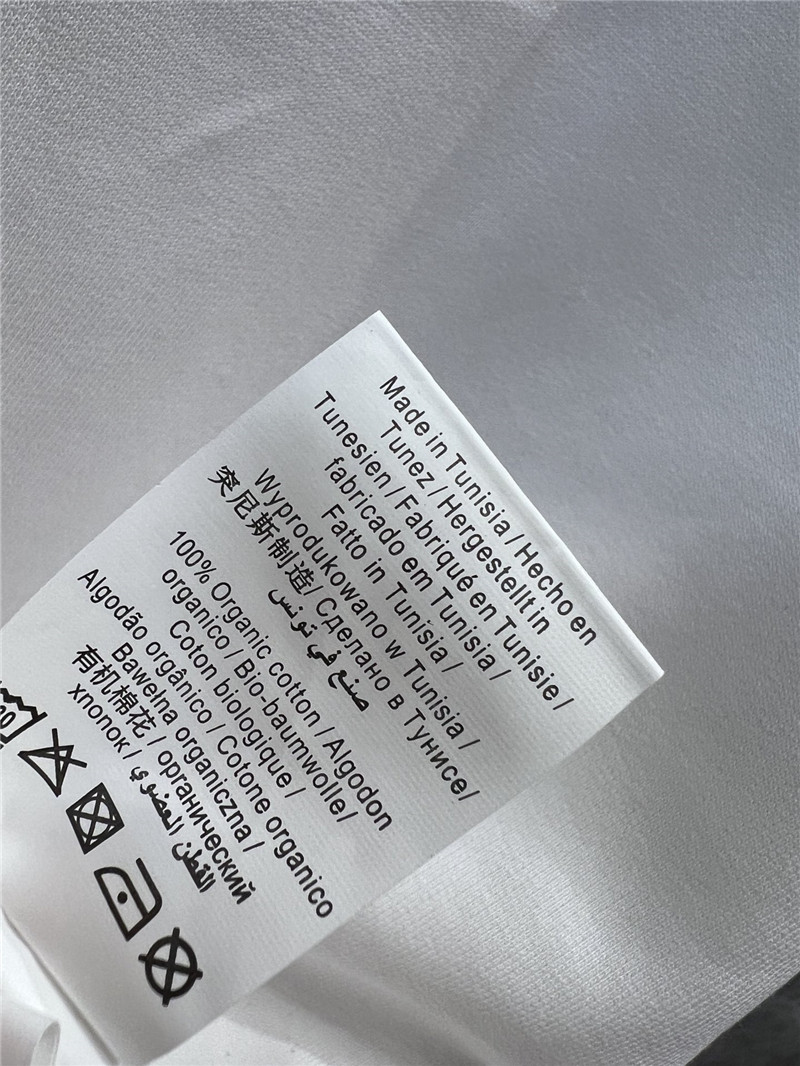 Made in Tunisia / Hecho en
Tunez / Hergestellt in
Tunesien / Fabriqué en Tunisie /
fabricado em Tunisia /
Fatto in Tunisia /
Wyprodukowano w Tunisia /
突尼斯制造/ Сделано в Тунисе/
صنع في تونس
100% Organic cotton / Algodon
organico / Bio-baumwolle /
Coton biologique /
Algodão orgânico / Cotone organico
Bawełna organiczna /
有机棉花 / органический
хлопок / القطن العضوي
30